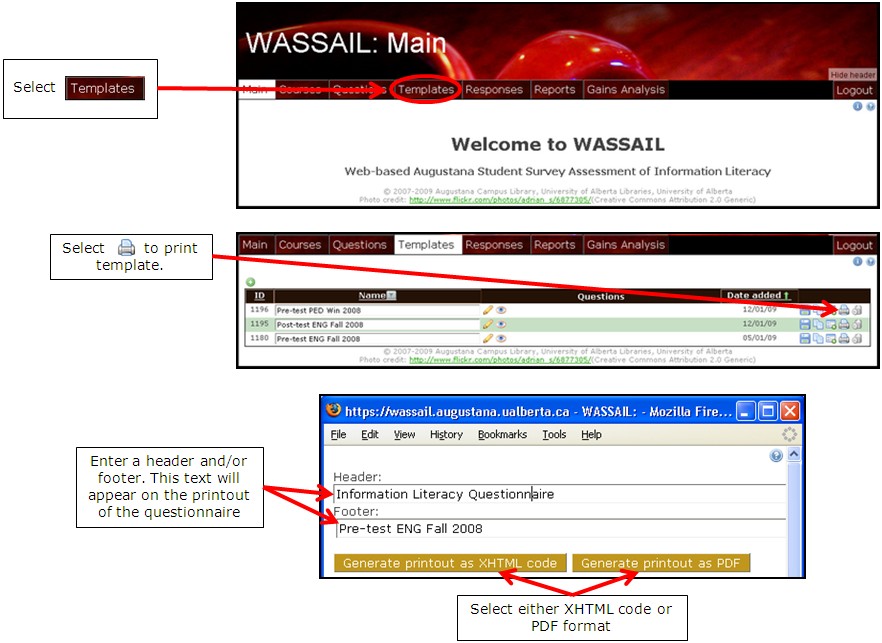 WASSAIL: Main
Hide header
Select Templates
Main Courses Questions Templates Responses Reports Gains Analysis Logout
Welcome to WASSAIL
Web-based Augustana Student Survey Assessment of Information Literacy
© 2007-2009 Augustana Campus Library, University of Alberta Libraries, University of Alberta
Photo credit: http://www.flickr.com/photos/adrian_s/6877305/(Creative Commons Attribution 2.0 Generic)
Select to print
template.
Main Courses Questions Templates Responses Reports Gains Analysis Logout
ID Name Questions Date added
1196 Pre-test PED Win 2008 12/01/09
1195 Post-test ENG Fall 2008 12/01/09
1180 Pre-test ENG Fall 2008 05/01/09
© 2007-2009 Augustana Campus Library, University of Alberta Libraries, University of Alberta
Photo credit: http://www.flickr.com/photos/adrian_s/6877305/(Creative Commons Attribution 2.0 Generic)
https://wassail.augustana.ualberta.ca - WASSAIL: - Mozilla Fire...
File Edit View History Bookmarks Tools Help
Enter a header and/or
footer. This text will
appear on the printout
of the questionnaire
Header:
Information Literacy Questionnaire
Footer:
Pre-test ENG Fall 2008
Generate printout as XHTML code Generate printout as PDF
Select either XHTML code or
PDF format